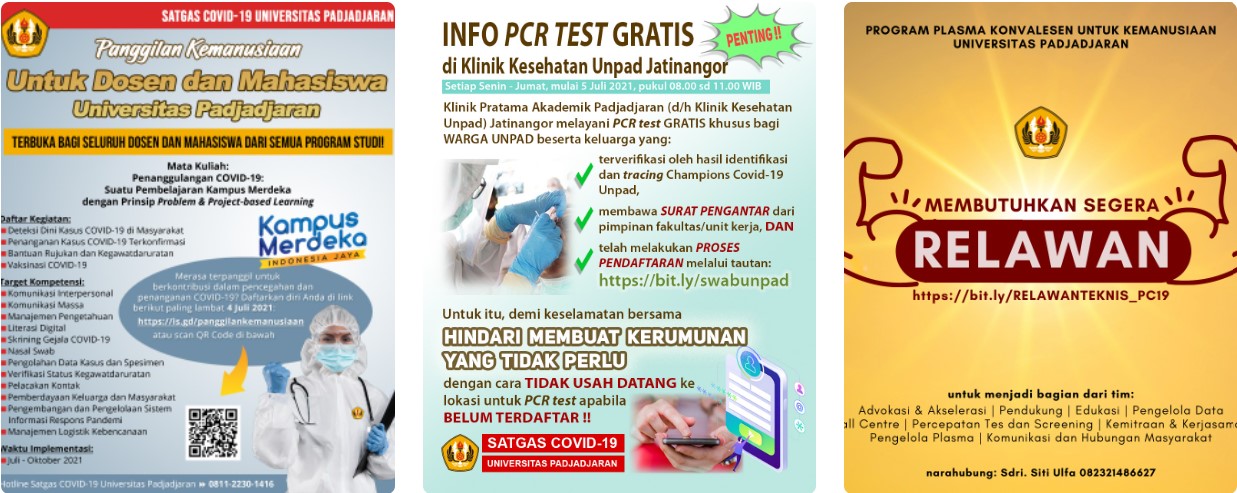 SATGAS COVID-19 UNIVERSITAS PADJADJARAN
Panggilan Kemanusiaan
Untuk Dosen dan Mahasiswa
Universitas Padjadjaran
TERBUKA BAGI SELURUH DOSEN DAN MAHASISWA DARI SEMUA PROGRAM STUDI!
Mata Kuliah:
Penanggulangan COVID-19:
Suatu Pembelajaran Kampus Merdeka
dengan Prinsip Problem & Project-based Learning
Daftar Kegiatan:
Deteksi Dini Kasus COVID-19 di Masyarakat
Penanganan Kasus COVID-19 Terkonfirmasi
Bantuan Rujukan dan Kegawatdaruratan
Vaksinasi COVID-19
Kampus
Merdeka
INDONESIA JAYA
Target Kompetensi:
Komunikasi Interpersonal
Komunikasi Massa
Manajemen Pengetahuan
Literasi Digital
Skrining Gejala COVID-19
Nasal Swab
Pengolahan Data Kasus dan Spesimen
Verifikasi Status Kegawatdaruratan
Pelacakan Kontak
Pemberdayaan Keluarga dan Masyarakat
Pengembangan dan Pengelolaan Sistem
Informasi Respons Pandemi
Manajemen Logistik Kebencanaan
Merasa terpanggil untuk
berkontribusi dalam pencegahan dan
penanganan COVID-19? Daftarkan diri Anda di link
berikut paling lambat 4 Juli 2021:
https://is.gd/panggilankemanusiaan
atau scan QR Code di bawah
Waktu Implementasi:
Juli - Oktober 2021
Hotline Satgas COVID-19 Universitas Padjadjaran 0811-2230-1416
INFO PCR TEST GRATIS
PENTING !!
di Klinik Kesehatan Unpad Jatinangor
Setiap Senin - Jumat, mulai 5 Juli 2021, pukul 08.00 sd 11.00 WIB
Klinik Pratama Akademik Padjadjaran (d/h Klinik Kesehatan
Unpad) Jatinangor melayani PCR test GRATIS khusus bagi
WARGA UNPAD beserta keluarga yang:
terverifikasi oleh hasil identifikasi
dan tracing Champions Covid-19
Unpad,
membawa SURAT PENGANTAR dari
pimpinan fakultas/unit kerja, DAN
telah melakukan PROSES
PENDAFTARAN melalui tautan:
https://bit.ly/swabunpad
Untuk itu, demi keselamatan bersama
HINDARI MEMBUAT KERUMUNAN
YANG TIDAK PERLU
dengan cara TIDAK USAH DATANG ke
lokasi untuk PCR test apabila
BELUM TERDAFTAR !!
SATGAS COVID-19
UNIVERSITAS PADJADJARAN
PROGRAM PLASMA KONVALESEN UNTUK KEMANUSIAAN
UNIVERSITAS PADJADJARAN
MEMBUTUHKAN SEGERA
RELAWAN
https://bit.ly/RELAWANTEKNIS_PC19
untuk menjadi bagian dari tim:
Advokasi & Akselerasi | Pendukung | Edukasi | Pengelola Data
all Centre | Percepatan Tes dan Screening | Kemitraan & Kerjasama
Pengelola Plasma | Komunikasi dan Hubungan Masyarakat
narahubung: Sdri. Siti Ulfa 082321486627